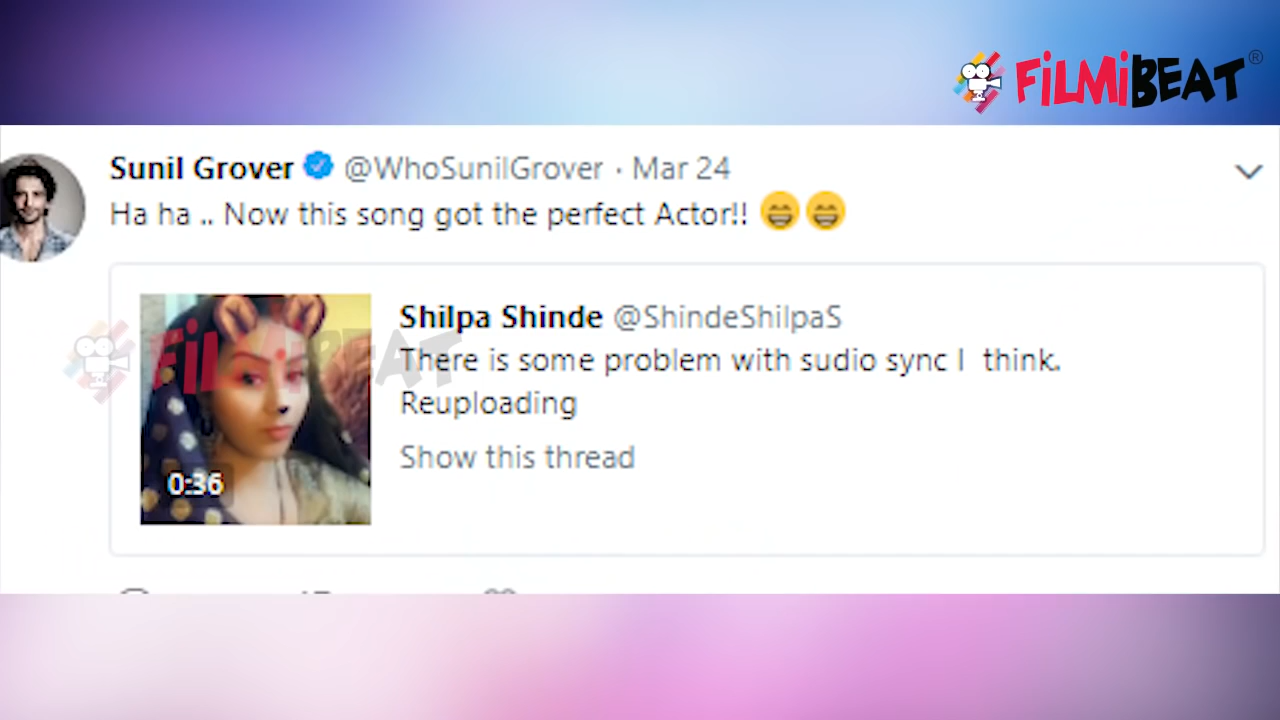 FiLMiBEAT®
Sunil Grover @WhoSunilGrover · Mar 24
Ha ha .. Now this song got the perfect Actor!! 😄😄
Shilpa Shinde @ShindeShilpaS
There is some problem with sudio sync I think.
Reuploading
Show this thread
0:36
FiLMiBEAT